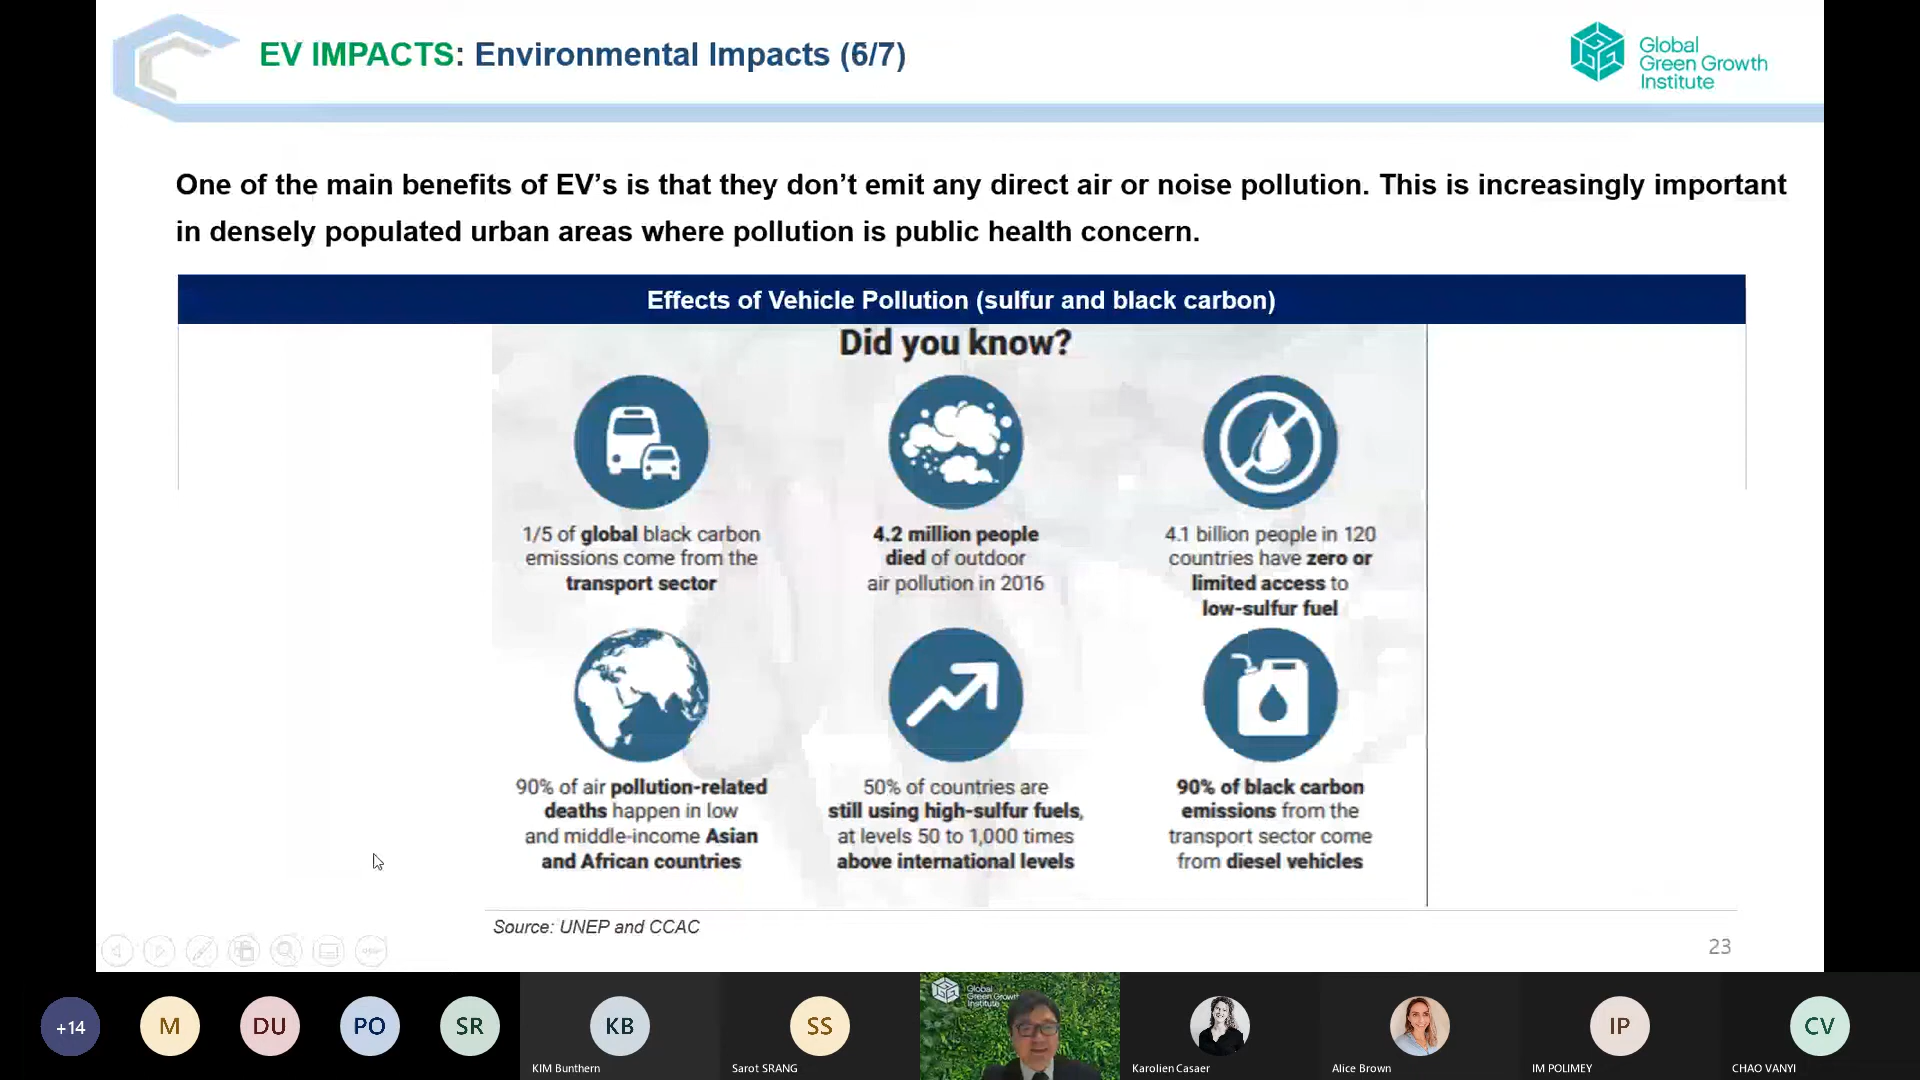 EV IMPACTS: Environmental Impacts (6/7)
Global
Green Growth
Institute
One of the main benefits of EV’s is that they don’t emit any direct air or noise pollution. This is increasingly important
in densely populated urban areas where pollution is public health concern.
Effects of Vehicle Pollution (sulfur and black carbon)
Did you know?
1/5 of global black carbon
emissions come from the
transport sector
4.2 million people
died of outdoor
air pollution in 2016
4.1 billion people in 120
countries have zero or
limited access to
low-sulfur fuel
90% of air pollution-related
deaths happen in low
and middle-income Asian
and African countries
50% of countries are
still using high-sulfur fuels,
at levels 50 to 1,000 times
above international levels
90% of black carbon
emissions from the
transport sector come
from diesel vehicles
Source: UNEP and CCAC
23
+14
M
DU
PO
SR
KB
KIM Bunthern
SS
Sarot SRANG
Global
Green Growth
Institute
Karolien Casaer
Alice Brown
IP
IM POLIMEY
CV
CHAO VANYI